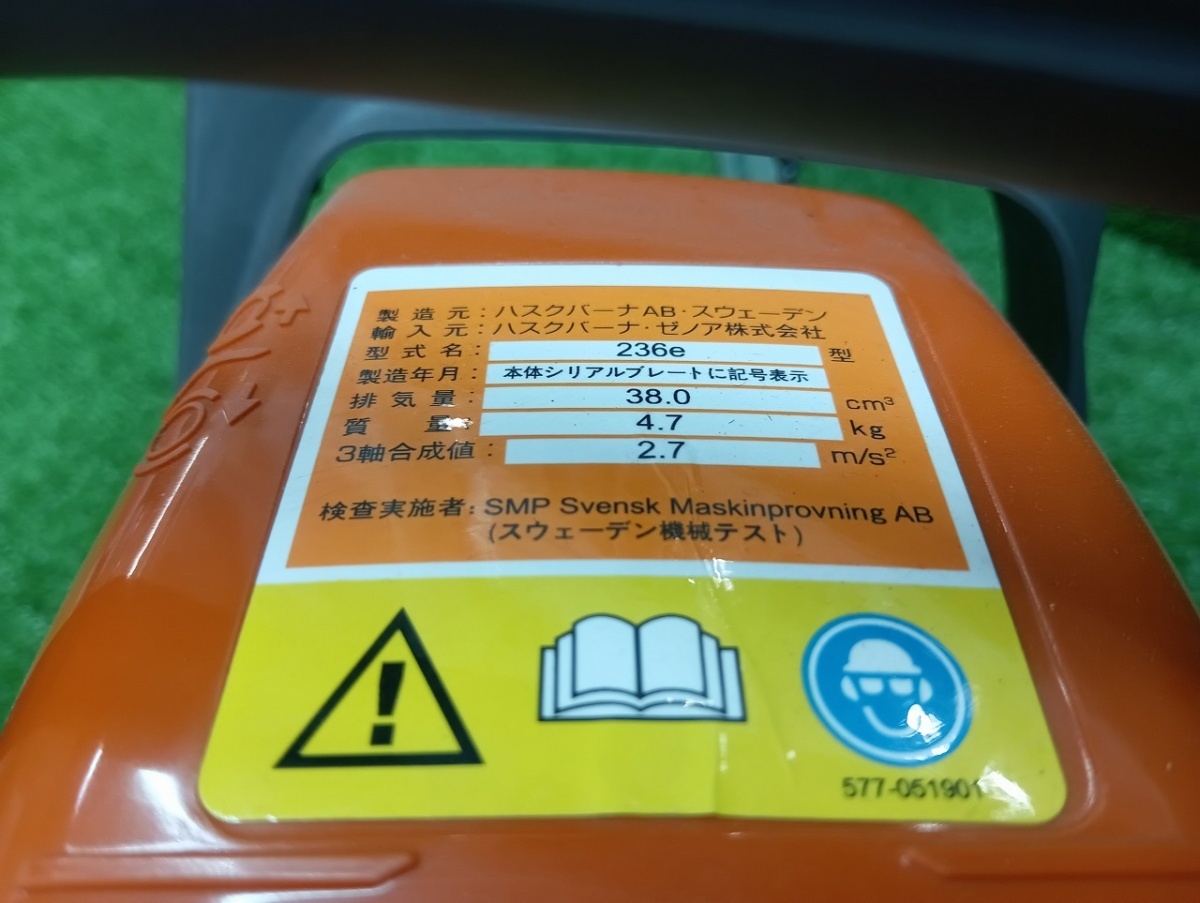 製造元:ハスクバーナAB・スウェーデン
輸入元:ハスクバーナ・ゼノア株式会社
型式名: 236e 型
製造年月: 本体シリアルプレートに記号表示
排気量: 38.0 cm³
質量: 4.7 kg
3軸合成値: 2.7 m/s²
検査実施者: SMP Svensk Maskinprovning AB
(スウェーデン機械テスト)
577-051901